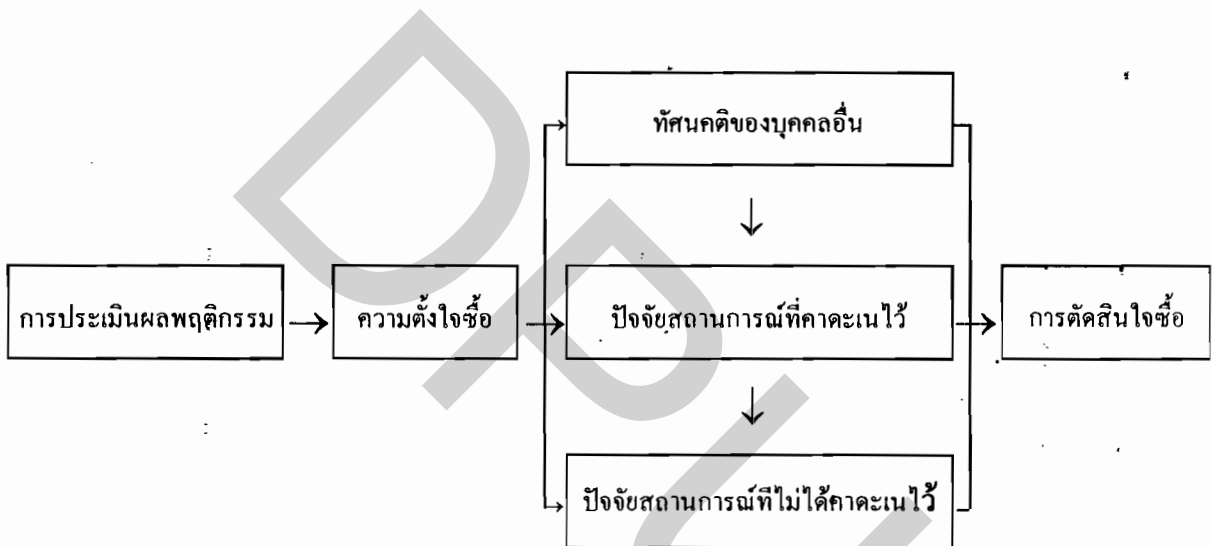 ทัศนคติของบุคคลอื่น
การประเมินผลพฤติกรรม
ความตั้งใจซื้อ
ปัจจัยสถานการณ์ที่คาดคะเนไว้
การตัดสินใจซื้อ
ปัจจัยสถานการณ์ที่ไม่ได้คาดคะเนไว้
DPU